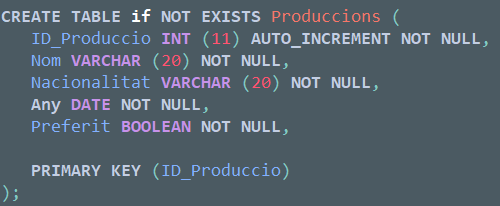 CREATE TABLE if NOT EXISTS Produccions (
ID_Produccio INT (11) AUTO_INCREMENT NOT NULL,
Nom VARCHAR (20) NOT NULL,
Nacionalitat VARCHAR (20) NOT NULL,
Any DATE NOT NULL,
Preferit BOOLEAN NOT NULL,
PRIMARY KEY (ID_Produccio)
);